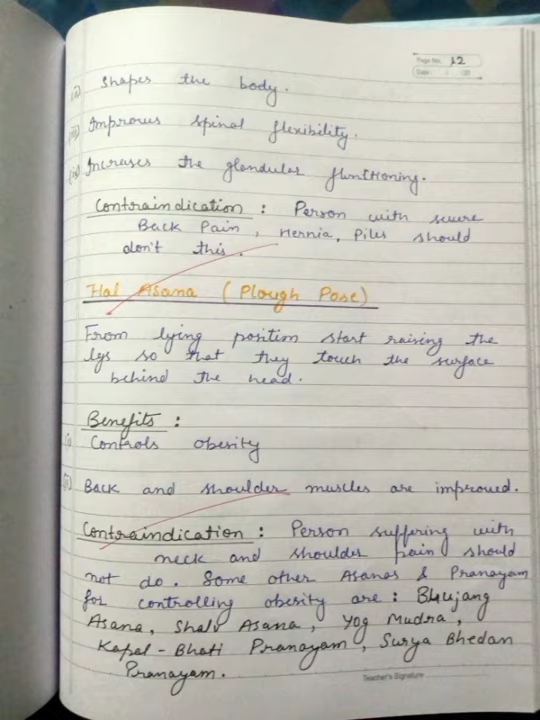 Page No. 12
Date: / /20
(ii) Shapes the body.
(iii) Improves spinal flexibility.
(iv) Incrases the glandular functioning.
Contraindication : Person with severe
Back Pain, Hernia, Piles should
don't this.
Hal Asana (Plough Pose)
From lying position start raising the
legs so that they touch the surface
behind the head.
Benefits :
(i) Controls obesity
(ii) Back and shoulder muscles are improved.
Contraindication : Person suffering with
neck and shoulder pain should
not do. Some other Asanas & Pranayam
for controlling obesity are : Bhujang
Asana, Shalv Asana, Yog Mudra,
Kapal-Bhati Pranayam, Surya Bhedan
Pranayam.
Teacher's Signature